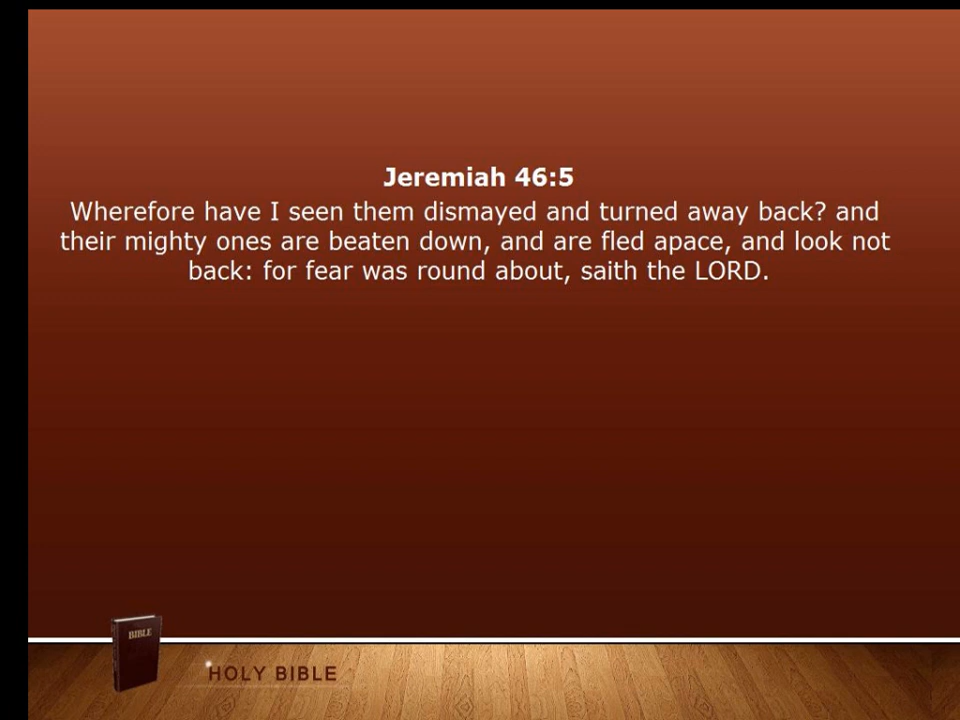 Jeremiah 46:5
Wherefore have I seen them dismayed and turned away back? and
their mighty ones are beaten down, and are fled apace, and look not
back: for fear was round about, saith the LORD.
BIBLE
HOLY BIBLE